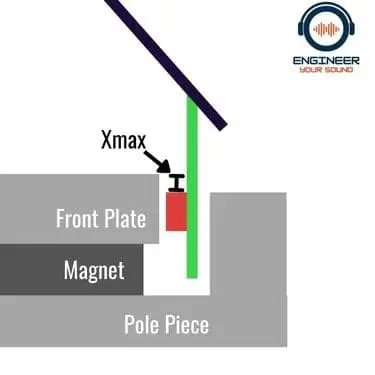 ENGINEER
YOUR SOUND
Xmax
Front Plate
Magnet
Pole Piece